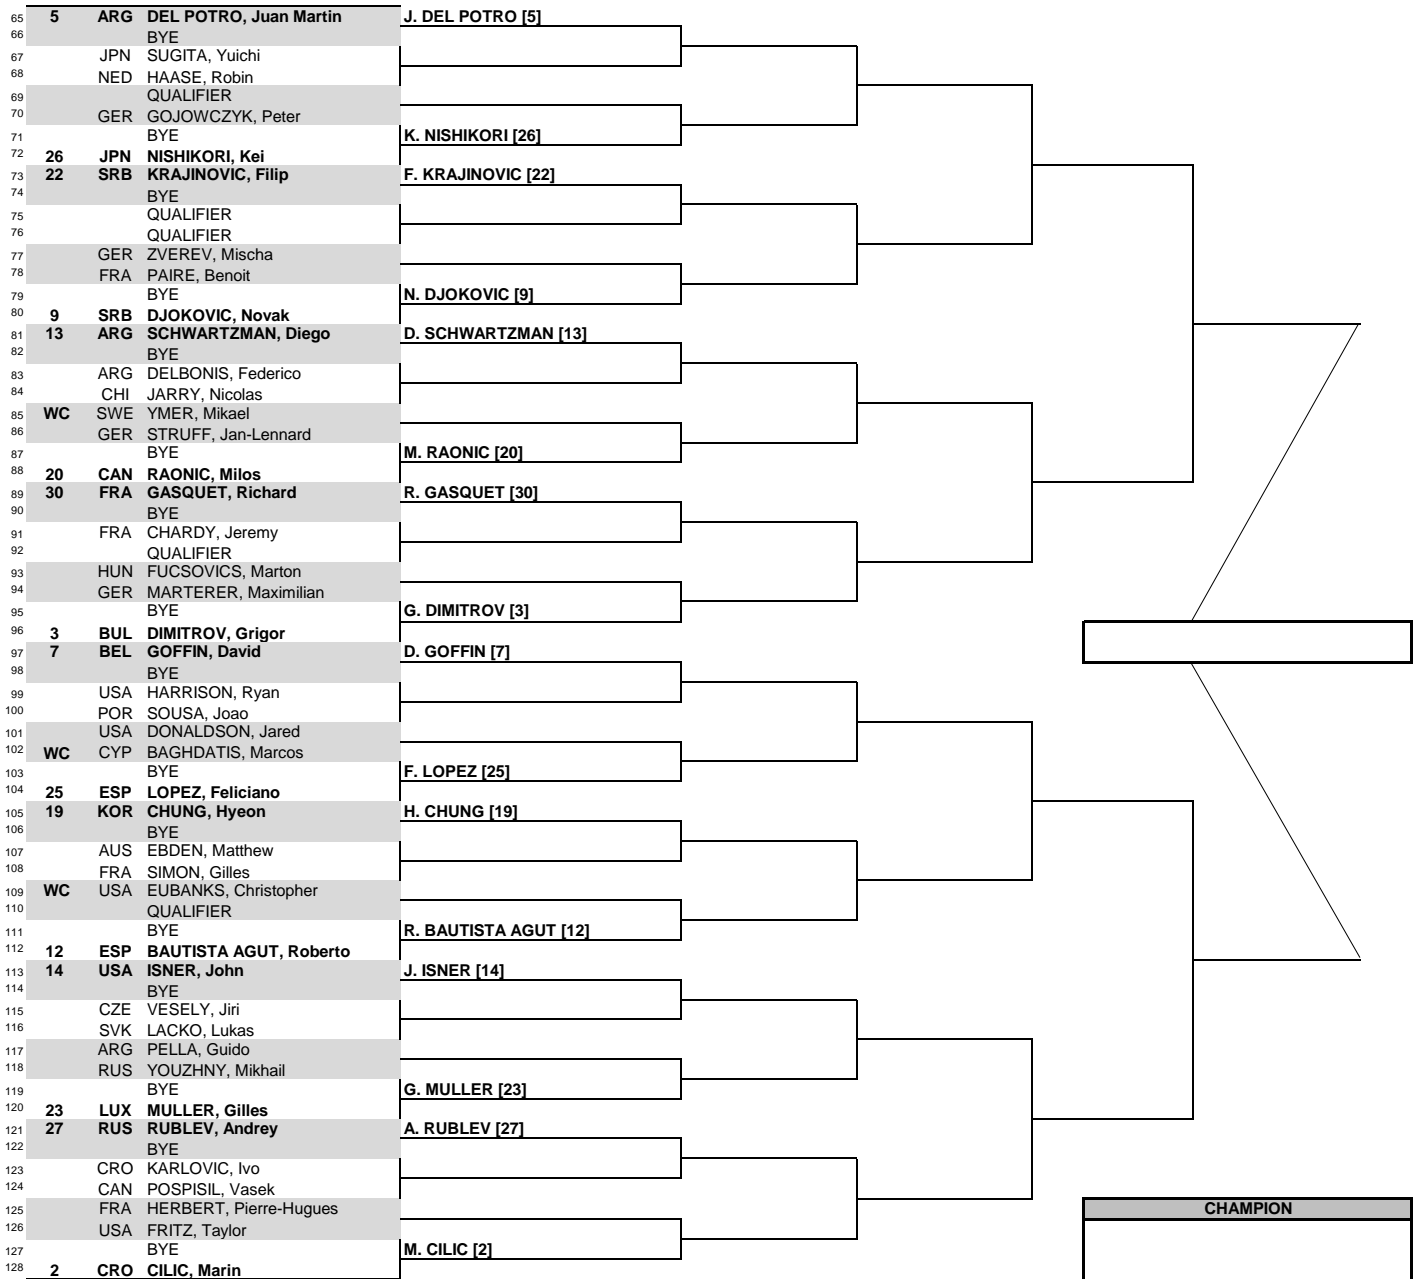 65 5 ARG DEL POTRO, Juan Martin J. DEL POTRO [5]
66 BYE
67 JPN SUGITA, Yuichi
68 NED HAASE, Robin
69 QUALIFIER
70 GER GOJOWCZYK, Peter
71 BYE K. NISHIKORI [26]
72 26 JPN NISHIKORI, Kei
73 22 SRB KRAJINOVIC, Filip F. KRAJINOVIC [22]
74 BYE
75 QUALIFIER
76 QUALIFIER
77 GER ZVEREV, Mischa
78 FRA PAIRE, Benoit
79 BYE N. DJOKOVIC [9]
80 9 SRB DJOKOVIC, Novak
81 13 ARG SCHWARTZMAN, Diego D. SCHWARTZMAN [13]
82 BYE
83 ARG DELBONIS, Federico
84 CHI JARRY, Nicolas
85 WC SWE YMER, Mikael
86 GER STRUFF, Jan-Lennard
87 BYE M. RAONIC [20]
88 20 CAN RAONIC, Milos
89 30 FRA GASQUET, Richard R. GASQUET [30]
90 BYE
91 FRA CHARDY, Jeremy
92 QUALIFIER
93 HUN FUCSOVICS, Marton
94 GER MARTERER, Maximilian
95 BYE G. DIMITROV [3]
96 3 BUL DIMITROV, Grigor
97 7 BEL GOFFIN, David D. GOFFIN [7]
98 BYE
99 USA HARRISON, Ryan
100 POR SOUSA, Joao
101 USA DONALDSON, Jared
102 WC CYP BAGHDATIS, Marcos
103 BYE F. LOPEZ [25]
104 25 ESP LOPEZ, Feliciano
105 19 KOR CHUNG, Hyeon H. CHUNG [19]
106 BYE
107 AUS EBDEN, Matthew
108 FRA SIMON, Gilles
109 WC USA EUBANKS, Christopher
110 QUALIFIER
111 BYE R. BAUTISTA AGUT [12]
112 12 ESP BAUTISTA AGUT, Roberto
113 14 USA ISNER, John J. ISNER [14]
114 BYE
115 CZE VESELY, Jiri
116 SVK LACKO, Lukas
117 ARG PELLA, Guido
118 RUS YOUZHNY, Mikhail
119 BYE G. MULLER [23]
120 23 LUX MULLER, Gilles
121 27 RUS RUBLEV, Andrey A. RUBLEV [27]
122 BYE
123 CRO KARLOVIC, Ivo
124 CAN POSPISIL, Vasek
125 FRA HERBERT, Pierre-Hugues CHAMPION
126 USA FRITZ, Taylor
127 BYE M. CILIC [2]
128 2 CRO CILIC, Marin